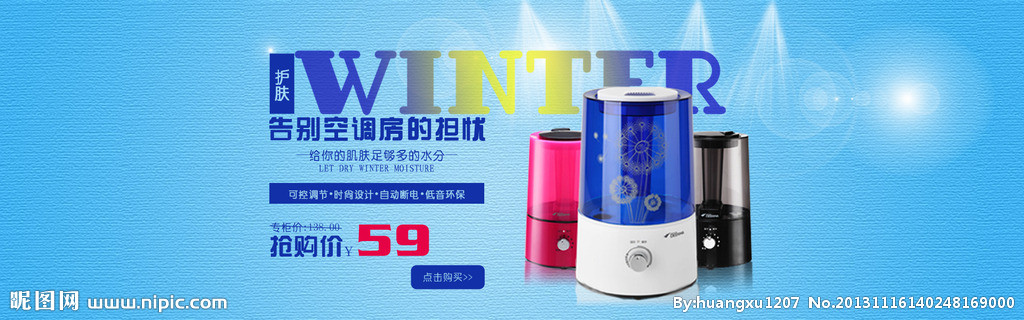 护肤
WINTER
告别空调房的担忧
给你的肌肤足够多的水分
LET DRY WINTER MOISTURE
可控调节•时尚设计•自动断电•低音环保
专柜价:138.00
抢购价¥59
点击购买>>
昵图网 www.nipic.com
By:huangxu1207 No.20131116140248169000